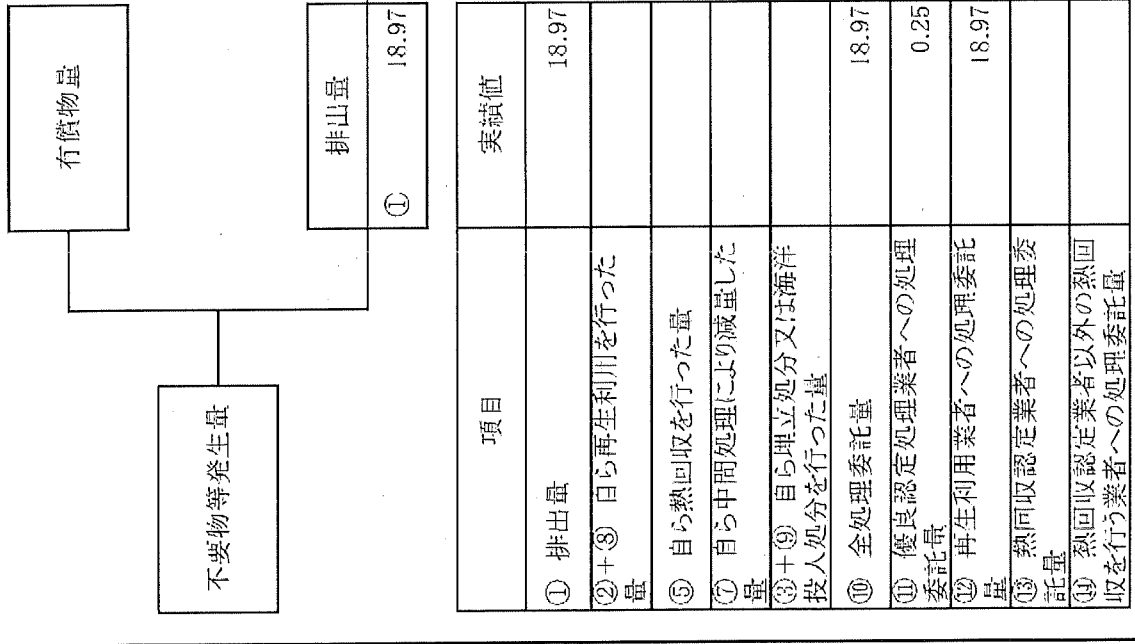 有償物量
不要物等発生量
排出量
① 18.97
項目 実績値
① 排出量 18.97
②+⑧ 自ら再生利用を行った
量
⑤ 自ら熱回収を行った量
⑦ 自ら中間処理により減量した
量
③+⑨ 自ら埋立処分又は海洋
投入処分を行った量
⑩ 全処理委託量 18.97
⑪ 優良認定処理業者への処理
委託量 0.25
⑫ 再生利用業者への処理委託
量 18.97
⑬ 熱回収認定業者への処理委
託量
⑭ 熱回収認定業者以外の熱回
収を行う業者への処理委託量